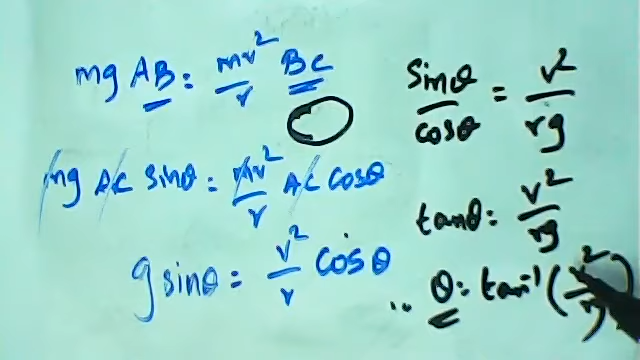 mg AB = mv²/r BC
mg AC sinθ = mv²/r AC cosθ
g sinθ = v²/r cosθ
sinθ/cosθ = v²/rg
tanθ = v²/rg
∴ θ = tan⁻¹(v²/r